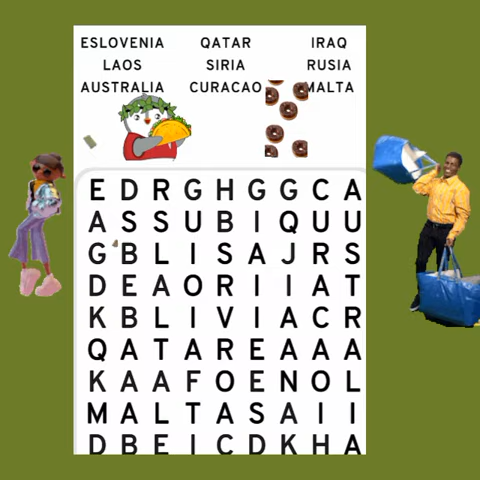 ESLOVENIA QATAR IRAQ
LAOS SIRIA RUSIA
AUSTRALIA CURACAO MALTA
E D R G H G G C A
A S S U B I Q U U
G B L I S A J R S
D E A O R I I A T
K B L I V I A C R
Q A T A R E A A A
K A A F O E N O L
M A L T A S A I I
D B E I C D K H A